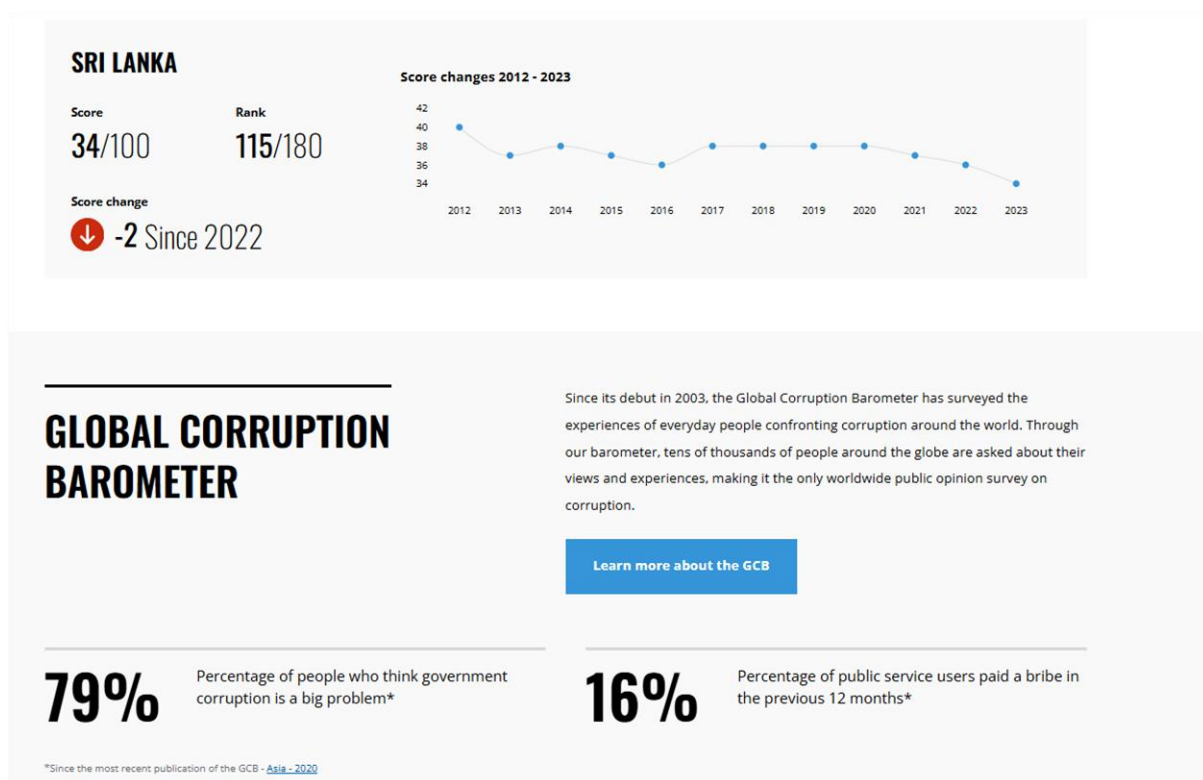 SRI LANKA
Score
34/100
Rank
115/180
Score change
-2 Since 2022
Score changes 2012 - 2023
42
40
38
36
34
2012 2013 2014 2015 2016 2017 2018 2019 2020 2021 2022 2023
GLOBAL CORRUPTION
BAROMETER
Since its debut in 2003, the Global Corruption Barometer has surveyed the
experiences of everyday people confronting corruption around the world. Through
our barometer, tens of thousands of people around the globe are asked about their
views and experiences, making it the only worldwide public opinion survey on
corruption.
Learn more about the GCB
79%
Percentage of people who think government
corruption is a big problem*
16%
Percentage of public service users paid a bribe in
the previous 12 months*
*Since the most recent publication of the GCB - Asia - 2020